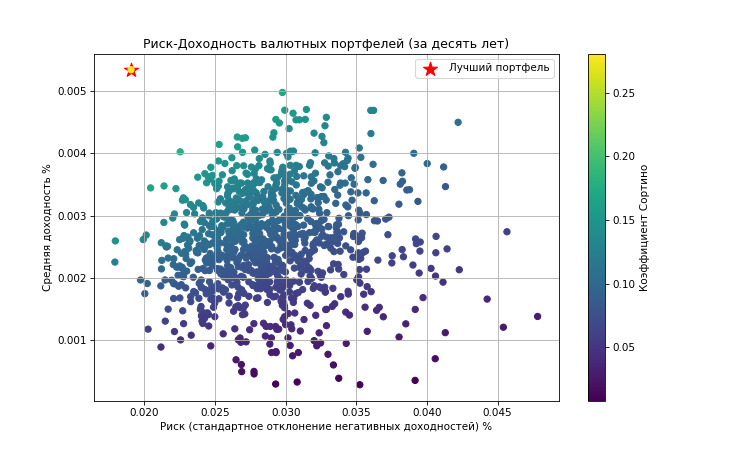 Риск-Доходность валютных портфелей (за десять лет)
Лучший портфель
Средняя доходность %
0.005
0.004
0.003
0.002
0.001
0.020 0.025 0.030 0.035 0.040 0.045
Риск (стандартное отклонение негативных доходностей) %
0.25
0.20
0.15
0.10
0.05
Коэффициент Сортино